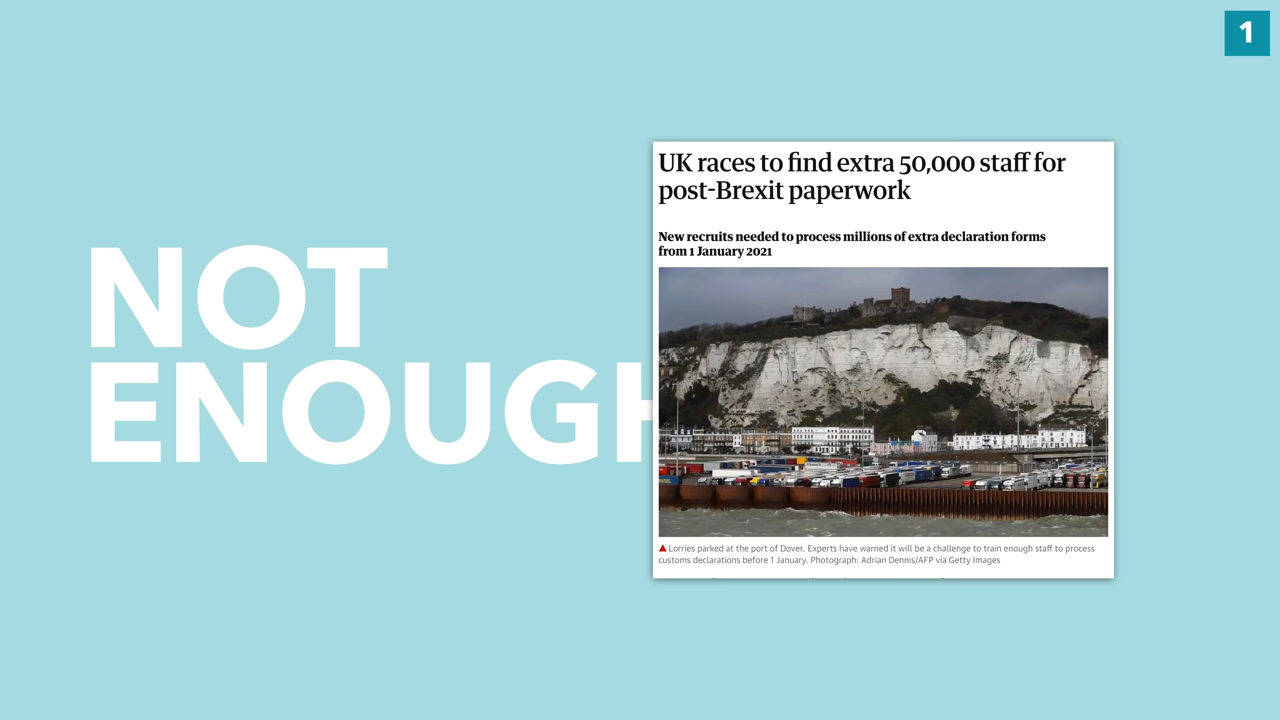 1
NOT
ENOUGH
UK races to find extra 50,000 staff for
post-Brexit paperwork
New recruits needed to process millions of extra declaration forms
from 1 January 2021
Lorries parked at the port of Dover. Experts have warned it will be a challenge to train enough staff to process
customs declarations before 1 January. Photograph: Adrian Dennis/AFP via Getty Images